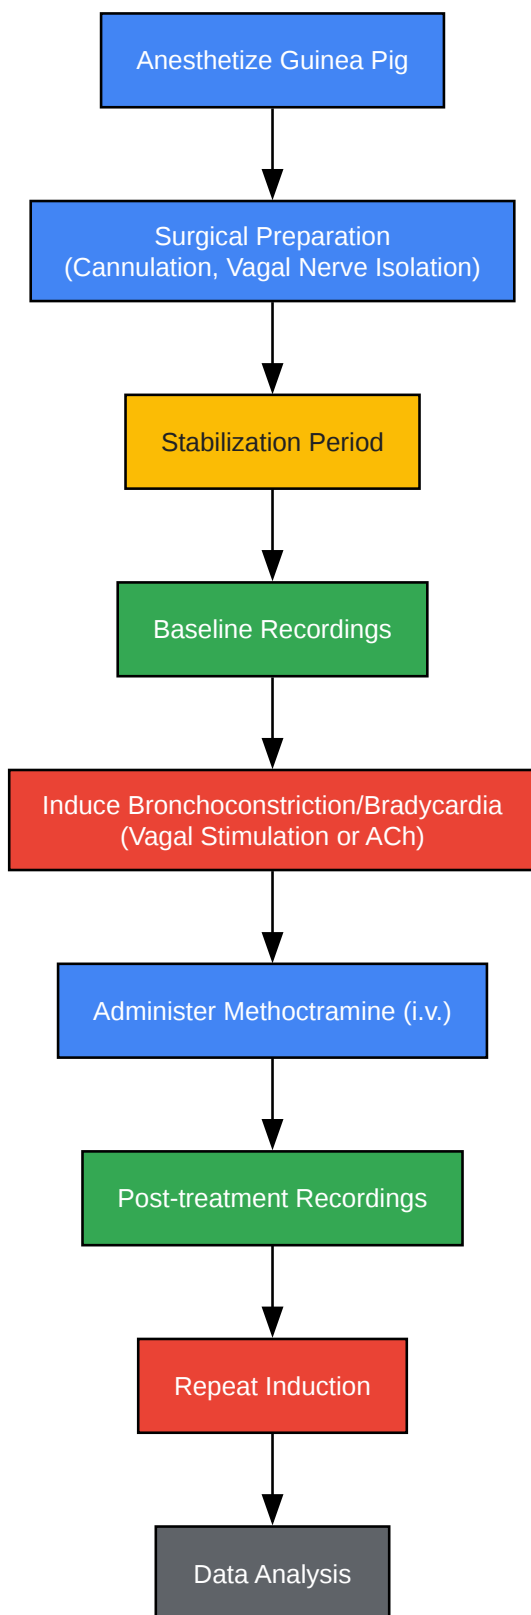 Anesthetize Guinea Pig
Surgical Preparation
(Cannulation, Vagal Nerve Isolation)
Stabilization Period
Baseline Recordings
Induce Bronchoconstriction/Bradycardia
(Vagal Stimulation or ACh)
Administer Methoctramine (i.v.)
Post-treatment Recordings
Repeat Induction
Data Analysis